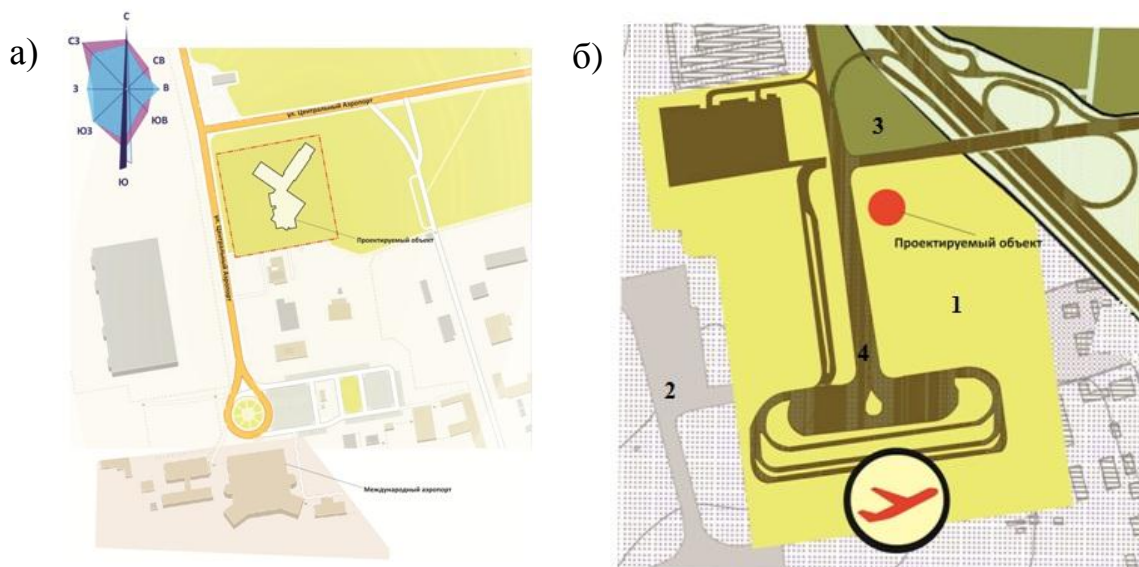 а)
С
СЗ
СВ
З
В
ЮЗ
ЮВ
Ю
ул. Центральный Аэропорт
ул. Центральный Аэропорт
Проектируемый объект
Международный аэропорт
б)
3
Проектируемый объект
1
4
2